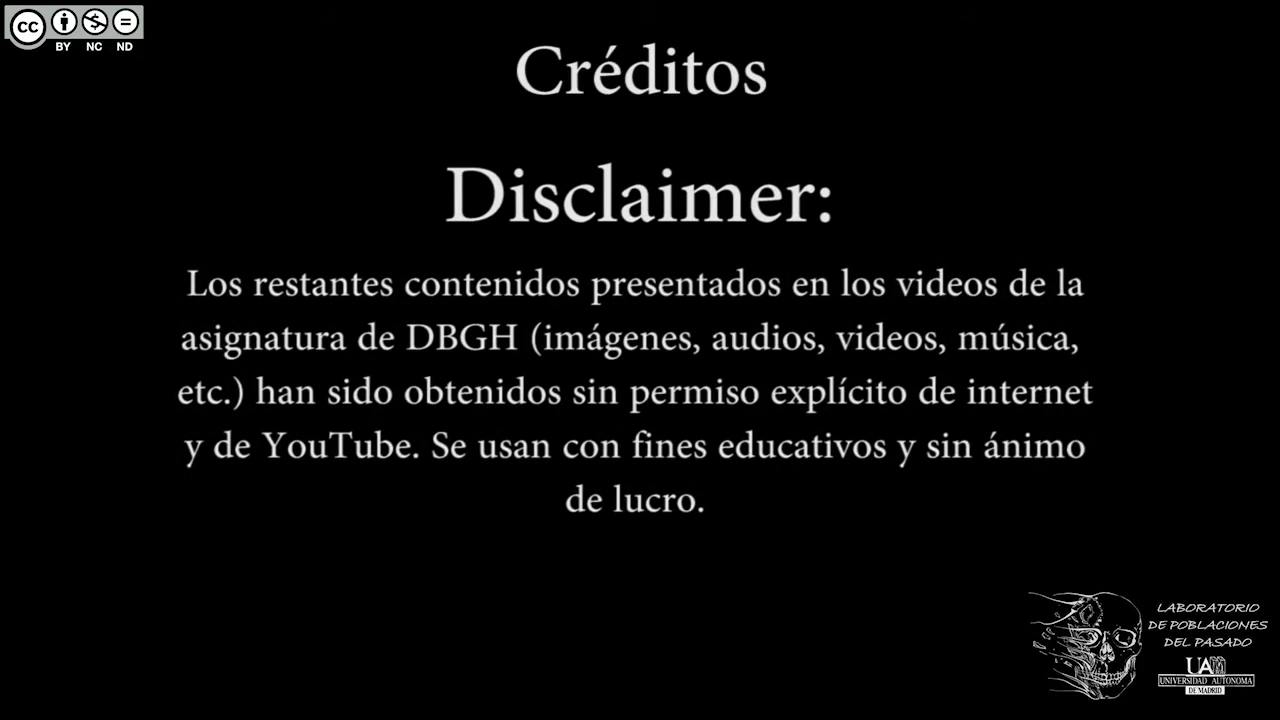 cc
BY NC ND
Créditos
Disclaimer:
Los restantes contenidos presentados en los videos de la
asignatura de DBGH (imágenes, audios, videos, música,
etc.) han sido obtenidos sin permiso explícito de internet
y de YouTube. Se usan con fines educativos y sin ánimo
de lucro.
LABORATORIO
DE POBLACIONES
DEL PASADO
UAM
UNIVERSIDAD AUTONOMA
DE MADRID